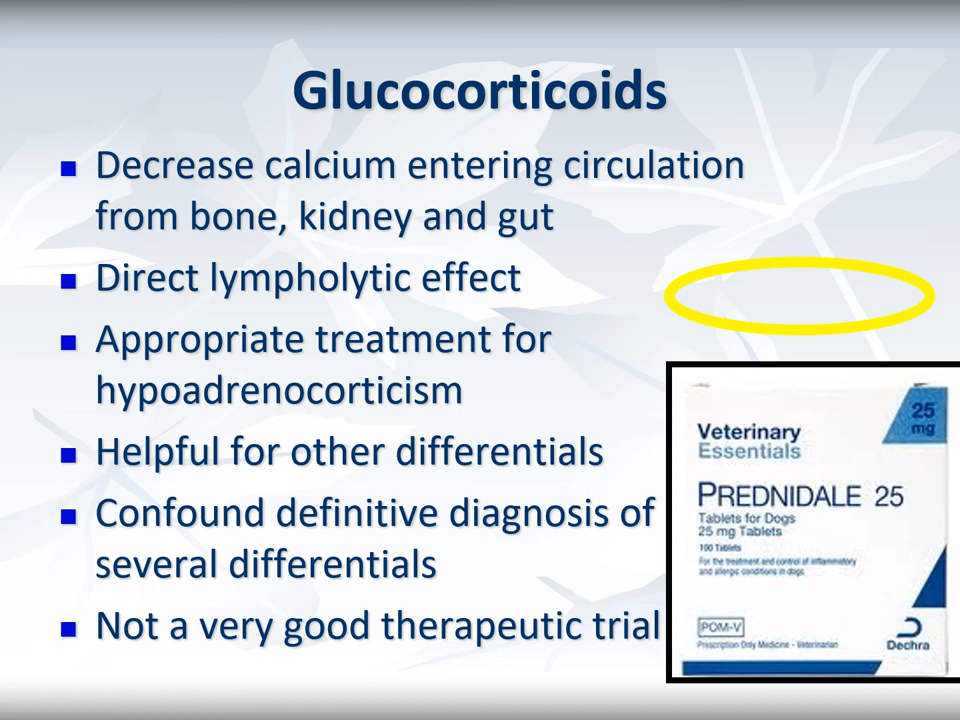 Glucocorticoids
Decrease calcium entering circulation
from bone, kidney and gut
Direct lympholytic effect
Appropriate treatment for
hypoadrenocorticism
Helpful for other differentials
Confound definitive diagnosis of
several differentials
Not a very good therapeutic trial
25
mg
Veterinary
Essentials
PREDNIDALE 25
Tablets for Dogs
25 mg Tablets
100 Tablets
For the treatment and control of inflammatory
and allergic conditions in dogs
POM-V
Prescription Only Medicine - Veterinarian
Dechra